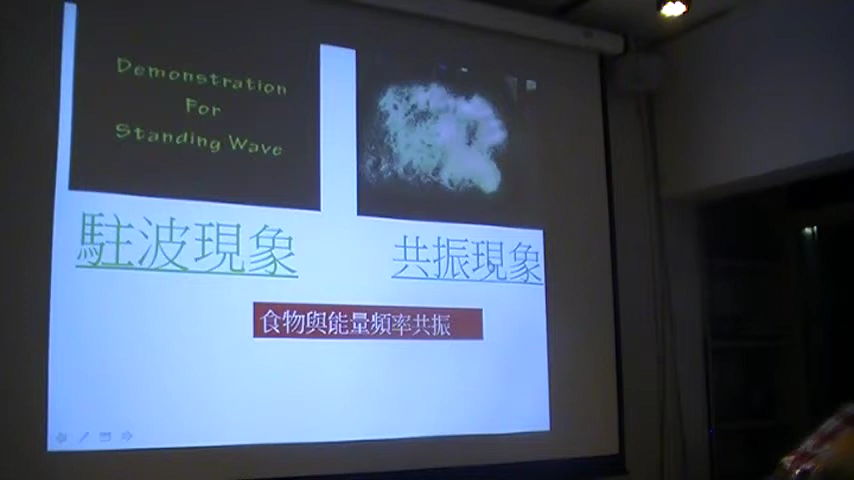 Demonstration
For
Standing Wave
駐波現象
共振現象
食物與能量頻率共振